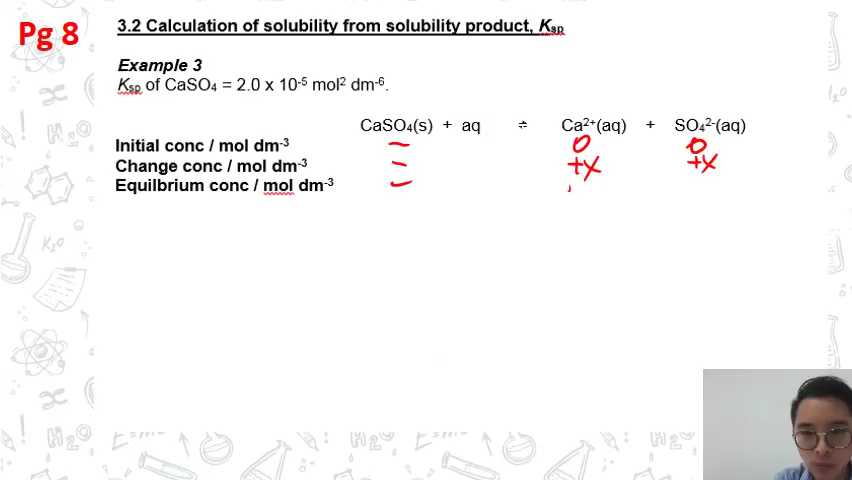 Pg 8
3.2 Calculation of solubility from solubility product, Ksp
Example 3
Ksp of CaSO4 = 2.0 x 10-5 mol2 dm-6.
CaSO4(s) + aq ⇌ Ca2+(aq) + SO42-(aq)
Initial conc / mol dm-3 – 0 0
Change conc / mol dm-3 – +x +x
Equilbrium conc / mol dm-3 –